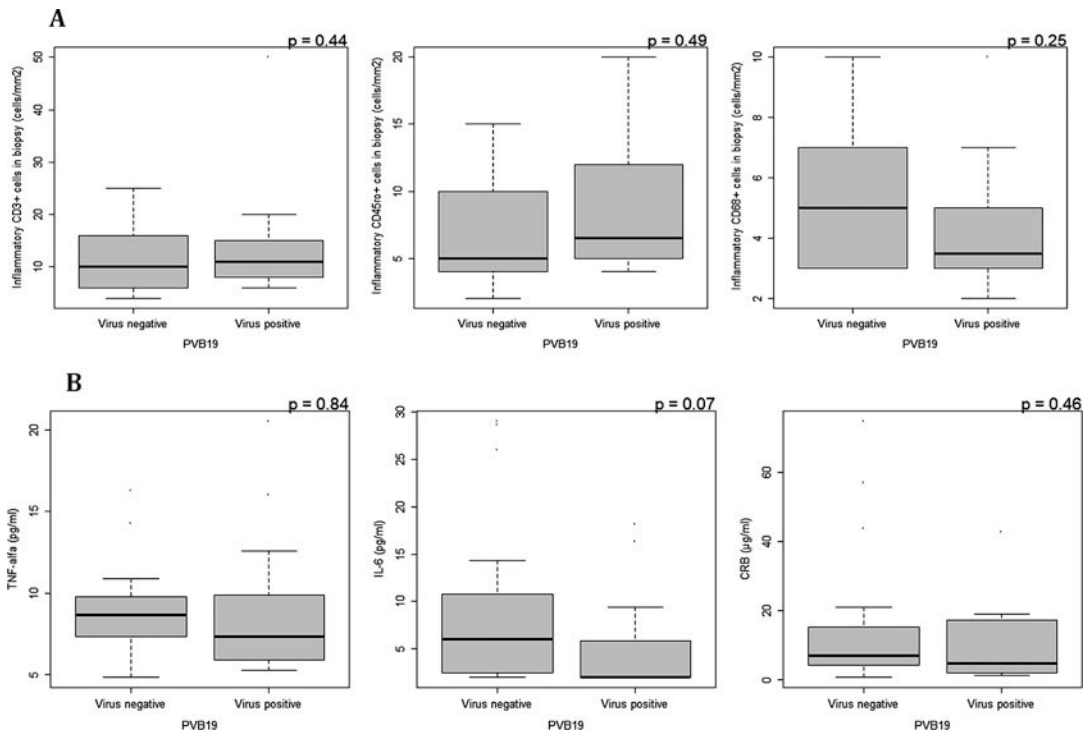 A
p = 0.44
Inflammatory CD3+ cells in biopsy (cells/mm2)
50
40
30
20
10
Virus negative
Virus positive
PVB19
p = 0.49
Inflammatory CD45ro+ cells in biopsy (cells/mm2)
20
15
10
5
Virus negative
Virus positive
PVB19
p = 0.25
Inflammatory CD68+ cells in biopsy (cells/mm2)
10
8
6
4
2
Virus negative
Virus positive
PVB19
B
p = 0.84
TNF-alfa (pg/ml)
20
15
10
5
Virus negative
Virus positive
PVB19
p = 0.07
IL-6 (pg/ml)
30
25
20
15
10
5
Virus negative
Virus positive
PVB19
p = 0.46
CRB (µg/ml)
60
40
20
0
Virus negative
Virus positive
PVB19